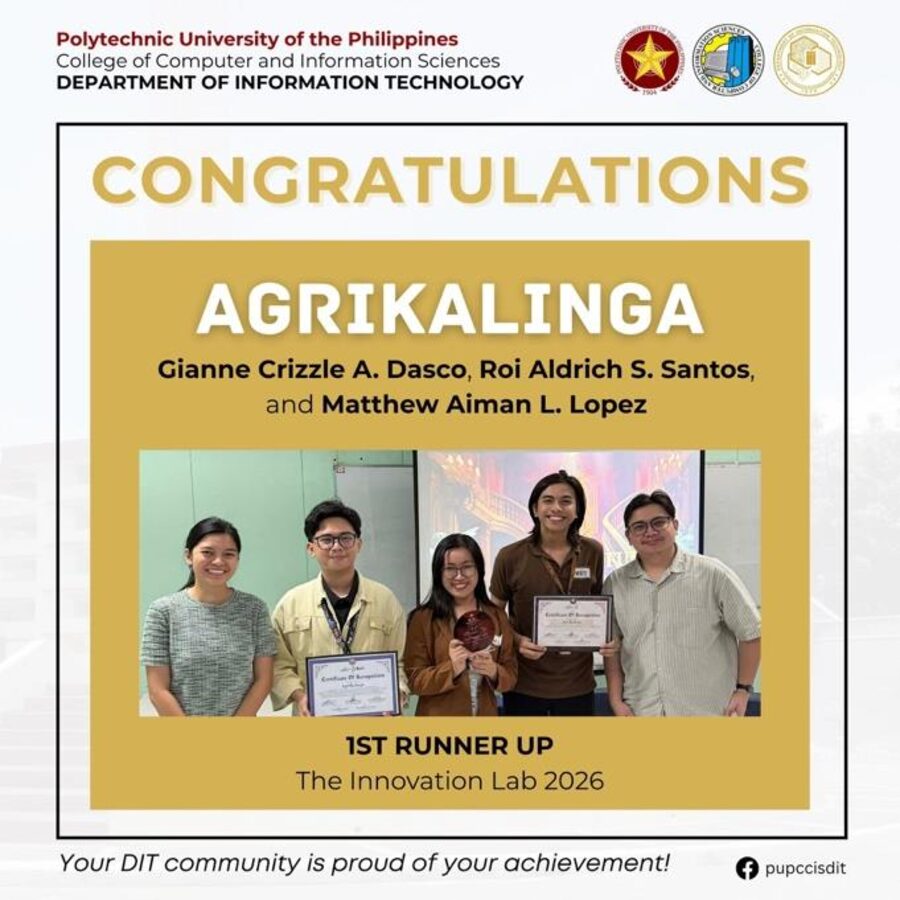 Polytechnic University of the Philippines
College of Computer and Information Sciences
DEPARTMENT OF INFORMATION TECHNOLOGY
1904
CONGRATULATIONS
AGRIKALINGA
Gianne Crizzle A. Dasco, Roi Aldrich S. Santos,
and Matthew Aiman L. Lopez
Certificate Of Recognition
Certificate Of Recognition
1ST RUNNER UP
The Innovation Lab 2026
Your DIT community is proud of your achievement!
pupccisdit